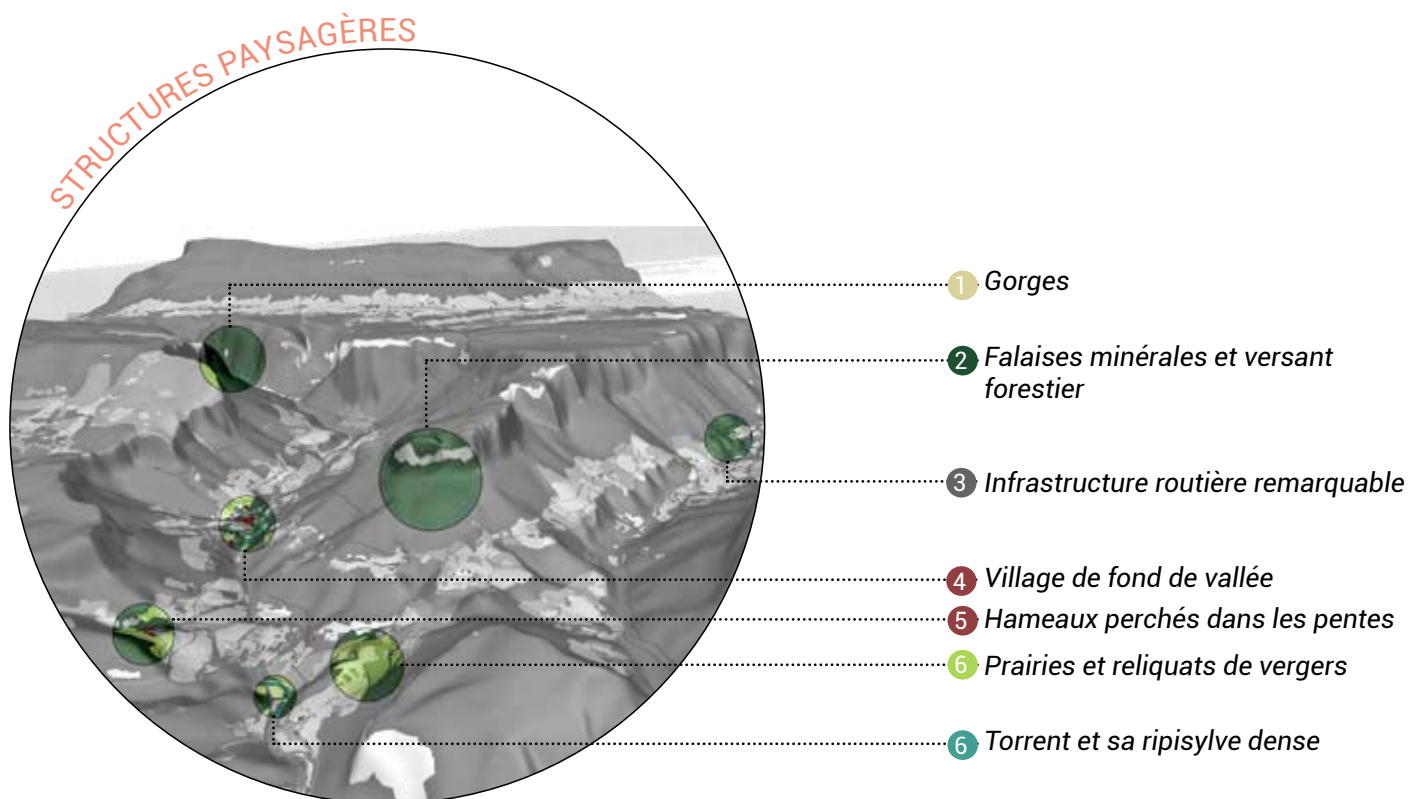 STRUCTURES PAYSAGÈRES
1 Gorges
2 Falaises minérales et versant
forestier
3 Infrastructure routière remarquable
4 Village de fond de vallée
5 Hameaux perchés dans les pentes
6 Prairies et reliquats de vergers
6 Torrent et sa ripisylve dense